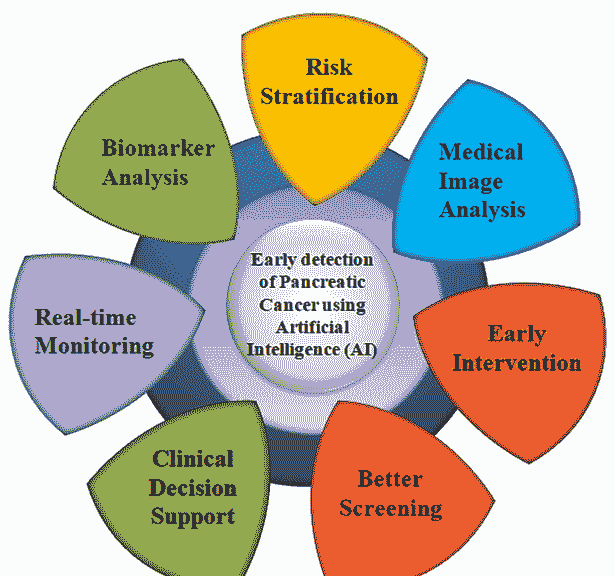 Risk
Stratification
Medical
Image
Analysis
Early
Intervention
Better
Screening
Clinical
Decision
Support
Real-time
Monitoring
Biomarker
Analysis
Early detection
of Pancreatic
Cancer using
Artificial
Intelligence (AI)